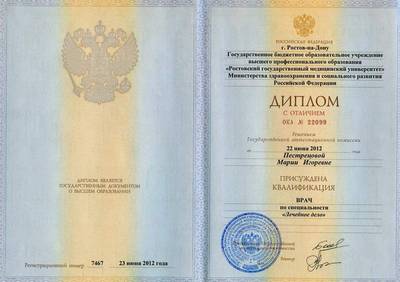 ДИПЛОМ ЯВЛЯЕТСЯ
ГОСУДАРСТВЕННЫМ ДОКУМЕНТОМ
О ВЫСШЕМ ОБРАЗОВАНИИ
Регистрационный номер 7467 23 июня 2012 года
РОССИЙСКАЯ ФЕДЕРАЦИЯ
г. Ростов-на-Дону
Государственное бюджетное образовательное учреждение
высшего профессионального образования
«Ростовский государственный медицинский университет»
Министерства здравоохранения и социального развития
Российской Федерации
ДИПЛОМ
С ОТЛИЧИЕМ
ОКА № 22099
Решением
Государственной аттестационной комиссии
от 22 июня 2012 года
Пестрецовой
Марии Игоревне
ПРИСУЖДЕНА
КВАЛИФИКАЦИЯ
ВРАЧ
по специальности
«Лечебное дело»
Ректор